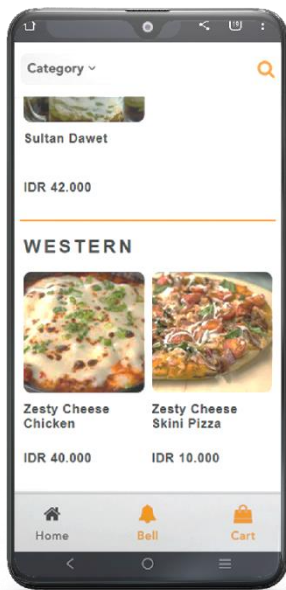 Category
Sultan Dawet
IDR 42.000
WESTERN
Zesty Cheese
Chicken
Zesty Cheese
Skini Pizza
IDR 40.000
IDR 10.000
Home
Bell
Cart